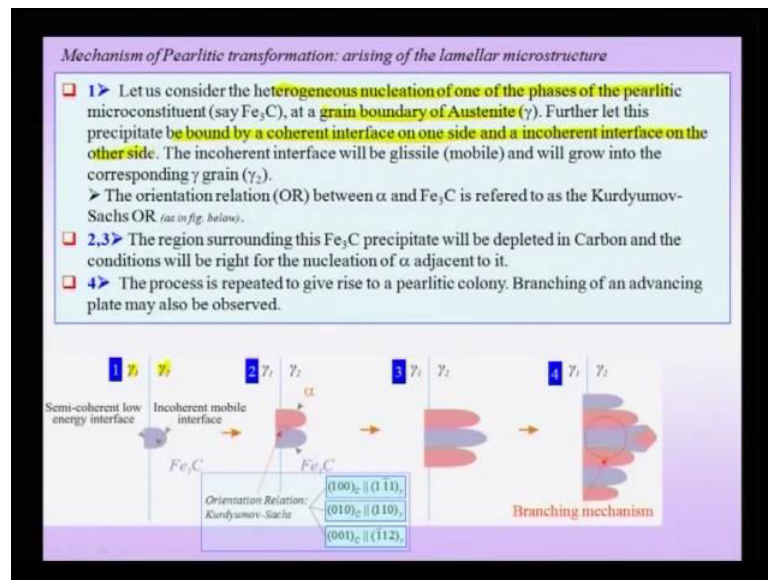 Mechanism of Pearlitic transformation: arising of the lamellar microstructure
1➢ Let us consider the heterogeneous nucleation of one of the phases of the pearlitic
microconstituent (say Fe₃C), at a grain boundary of Austenite (γ). Further let this
precipitate be bound by a coherent interface on one side and a incoherent interface on the
other side. The incoherent interface will be glissile (mobile) and will grow into the
corresponding γ grain (γ₂).
➢ The orientation relation (OR) between α and Fe₃C is refered to as the Kurdyumov-
Sachs OR (as in fig. below).
2,3➢ The region surrounding this Fe₃C precipitate will be depleted in Carbon and the
conditions will be right for the nucleation of α adjacent to it.
4➢ The process is repeated to give rise to a pearlitic colony. Branching of an advancing
plate may also be observed.
1 γ₁ γ₂ 2 γ₁ γ₂ 3 γ₁ γ₂ 4 γ₁ γ₂
α
Semi-coherent low
energy interface
Incoherent mobile
interface
Fe₃C
Fe₃C
Orientation Relation:
Kurdyumov-Sachs
(100)c || (11̄1)γ
(010)c || (110)γ
(001)c || (1̄12)γ
Branching mechanism